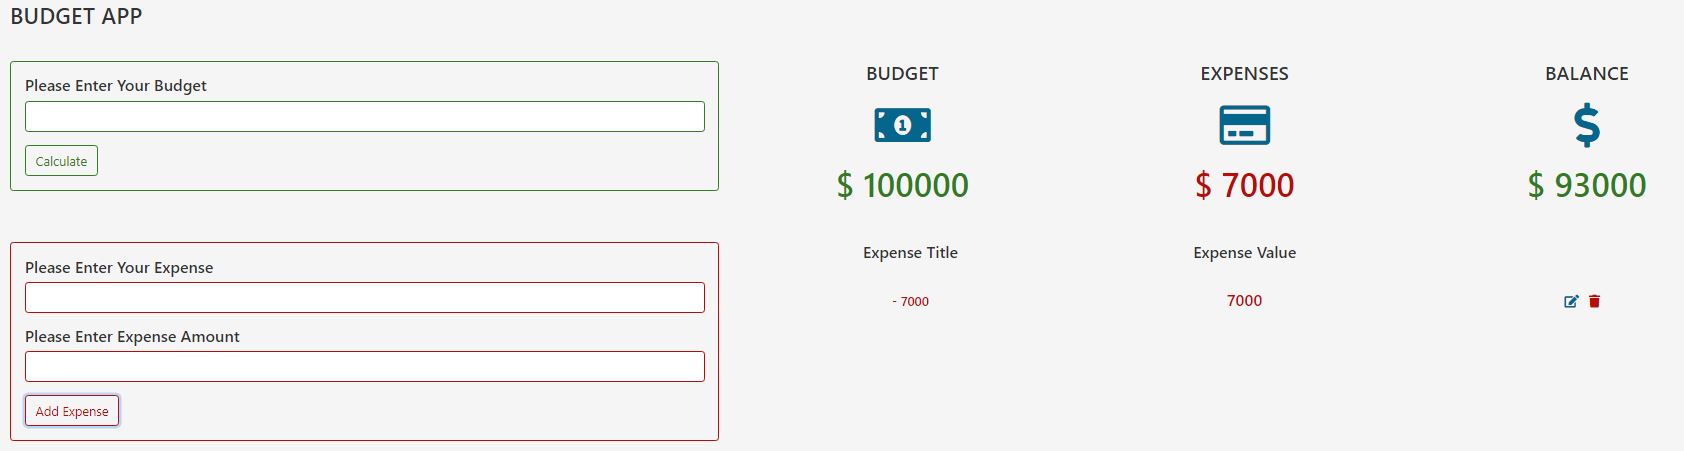 BUDGET APP
Please Enter Your Budget
Calculate
BUDGET
EXPENSES
BALANCE
1
$ 100000
$ 7000
$ 93000
Please Enter Your Expense
Please Enter Expense Amount
Add Expense
Expense Title
Expense Value
- 7000
7000